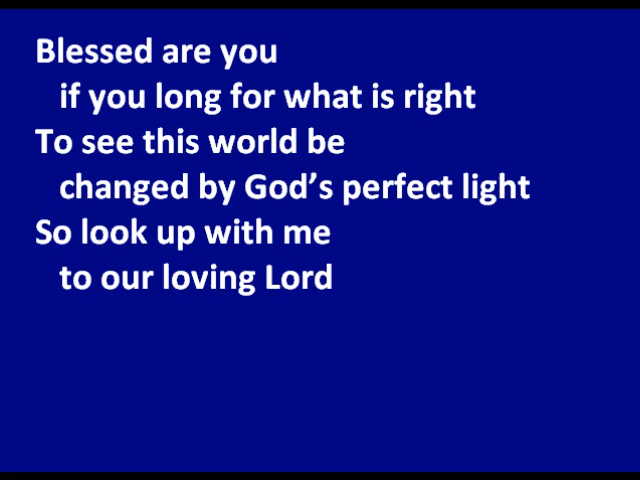 Blessed are you
if you long for what is right
To see this world be
changed by God’s perfect light
So look up with me
to our loving Lord